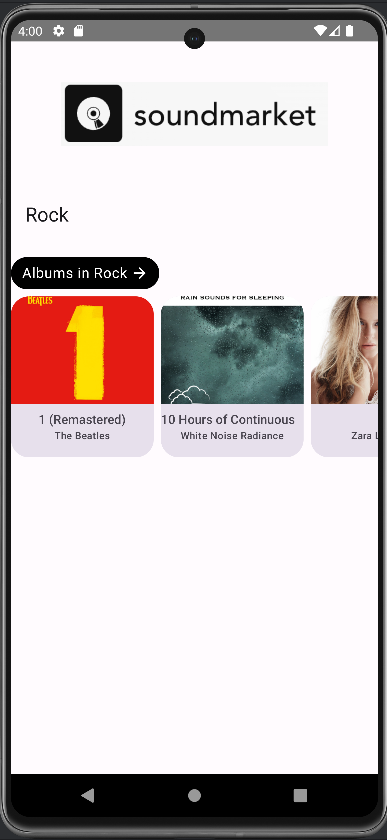 4:00
soundmarket
Rock
Albums in Rock →
BEATLES
1
RAIN SOUNDS FOR SLEEPING
1 (Remastered)
The Beatles
10 Hours of Continuous
White Noise Radiance
Zara L